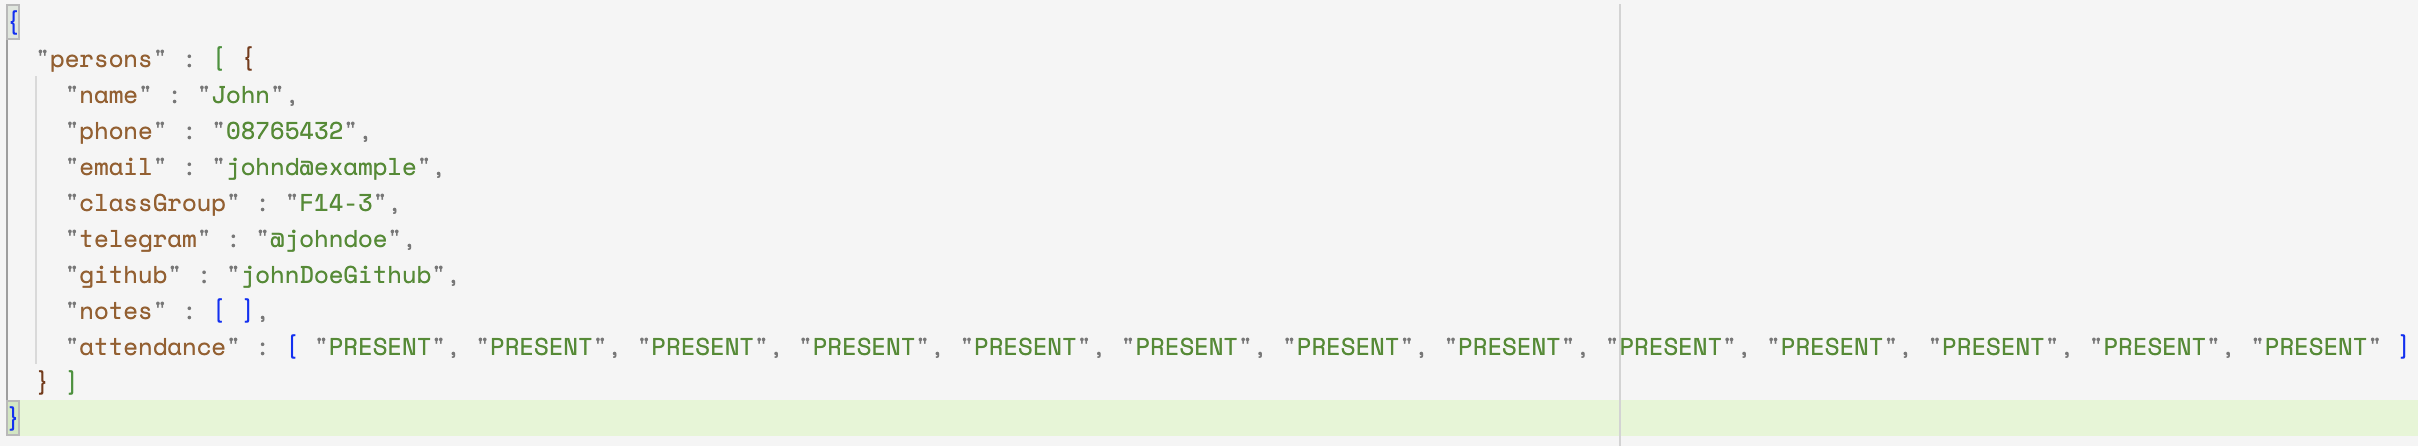 {
"persons" : [ {
"name" : "John",
"phone" : "08765432",
"email" : "johnd@example",
"classGroup" : "F14-3",
"telegram" : "@johndoe",
"github" : "johnDoeGithub",
"notes" : [ ],
"attendance" : [ "PRESENT", "PRESENT", "PRESENT", "PRESENT", "PRESENT", "PRESENT", "PRESENT", "PRESENT", "PRESENT", "PRESENT", "PRESENT", "PRESENT", "PRESENT" ]
} ]
}